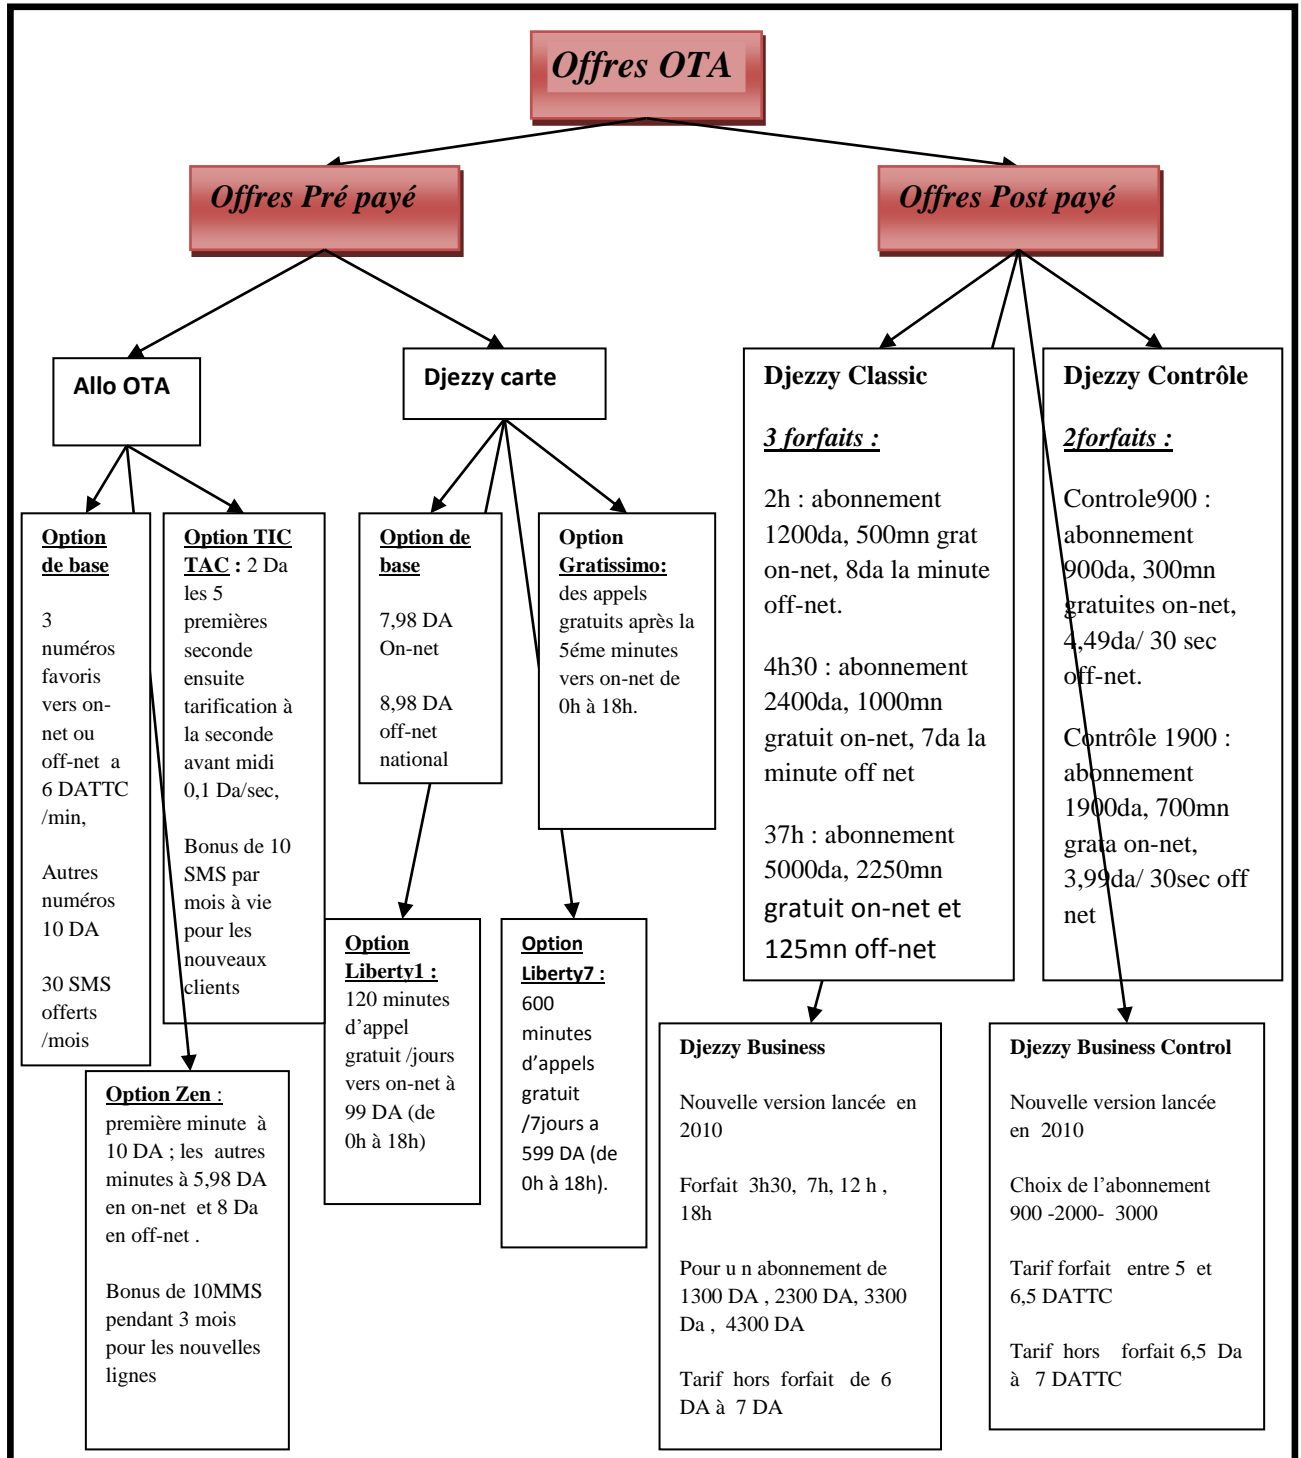 Offres OTA
Offres Pré payé
Offres Post payé
Allo OTA
Djezzy carte
Option
de base
3
numéros
favoris
vers on-
net ou
off-net a
6 DATTC
/min,
Autres
numéros
10 DA
30 SMS
offerts
/mois
Option TIC
TAC : 2 Da
les 5
premières
seconde
ensuite
tarification à
la seconde
avant midi
0,1 Da/sec,
Bonus de 10
SMS par
mois à vie
pour les
nouveaux
clients
Option Zen :
première minute à
10 DA ; les autres
minutes à 5,98 DA
en on-net et 8 Da
en off-net .
Bonus de 10MMS
pendant 3 mois
pour les nouvelles
lignes
Option de
base
7,98 DA
On-net
8,98 DA
off-net
national
Option
Gratissimo:
des appels
gratuits après la
5éme minutes
vers on-net de
0h à 18h.
Option
Liberty1 :
120 minutes
d’appel
gratuit /jours
vers on-net à
99 DA (de
0h à 18h)
Option
Liberty7 :
600
minutes
d’appels
gratuit
/7jours a
599 DA (de
0h à 18h).
Djezzy Classic
3 forfaits :
2h : abonnement
1200da, 500mn grat
on-net, 8da la minute
off-net.
4h30 : abonnement
2400da, 1000mn
gratuit on-net, 7da la
minute off net
37h : abonnement
5000da, 2250mn
gratuit on-net et
125mn off-net
Djezzy Contrôle
2forfaits :
Controle900 :
abonnement
900da, 300mn
gratuites on-net,
4,49da/ 30 sec
off-net.
Contrôle 1900 :
abonnement
1900da, 700mn
grata on-net,
3,99da/ 30sec off
net
Djezzy Business
Nouvelle version lancée en
2010
Forfait 3h30, 7h, 12 h ,
18h
Pour u n abonnement de
1300 DA , 2300 DA, 3300
Da , 4300 DA
Tarif hors forfait de 6
DA à 7 DA
Djezzy Business Control
Nouvelle version lancée
en 2010
Choix de l’abonnement
900 -2000- 3000
Tarif forfait entre 5 et
6,5 DATTC
Tarif hors forfait 6,5 Da
à 7 DATTC